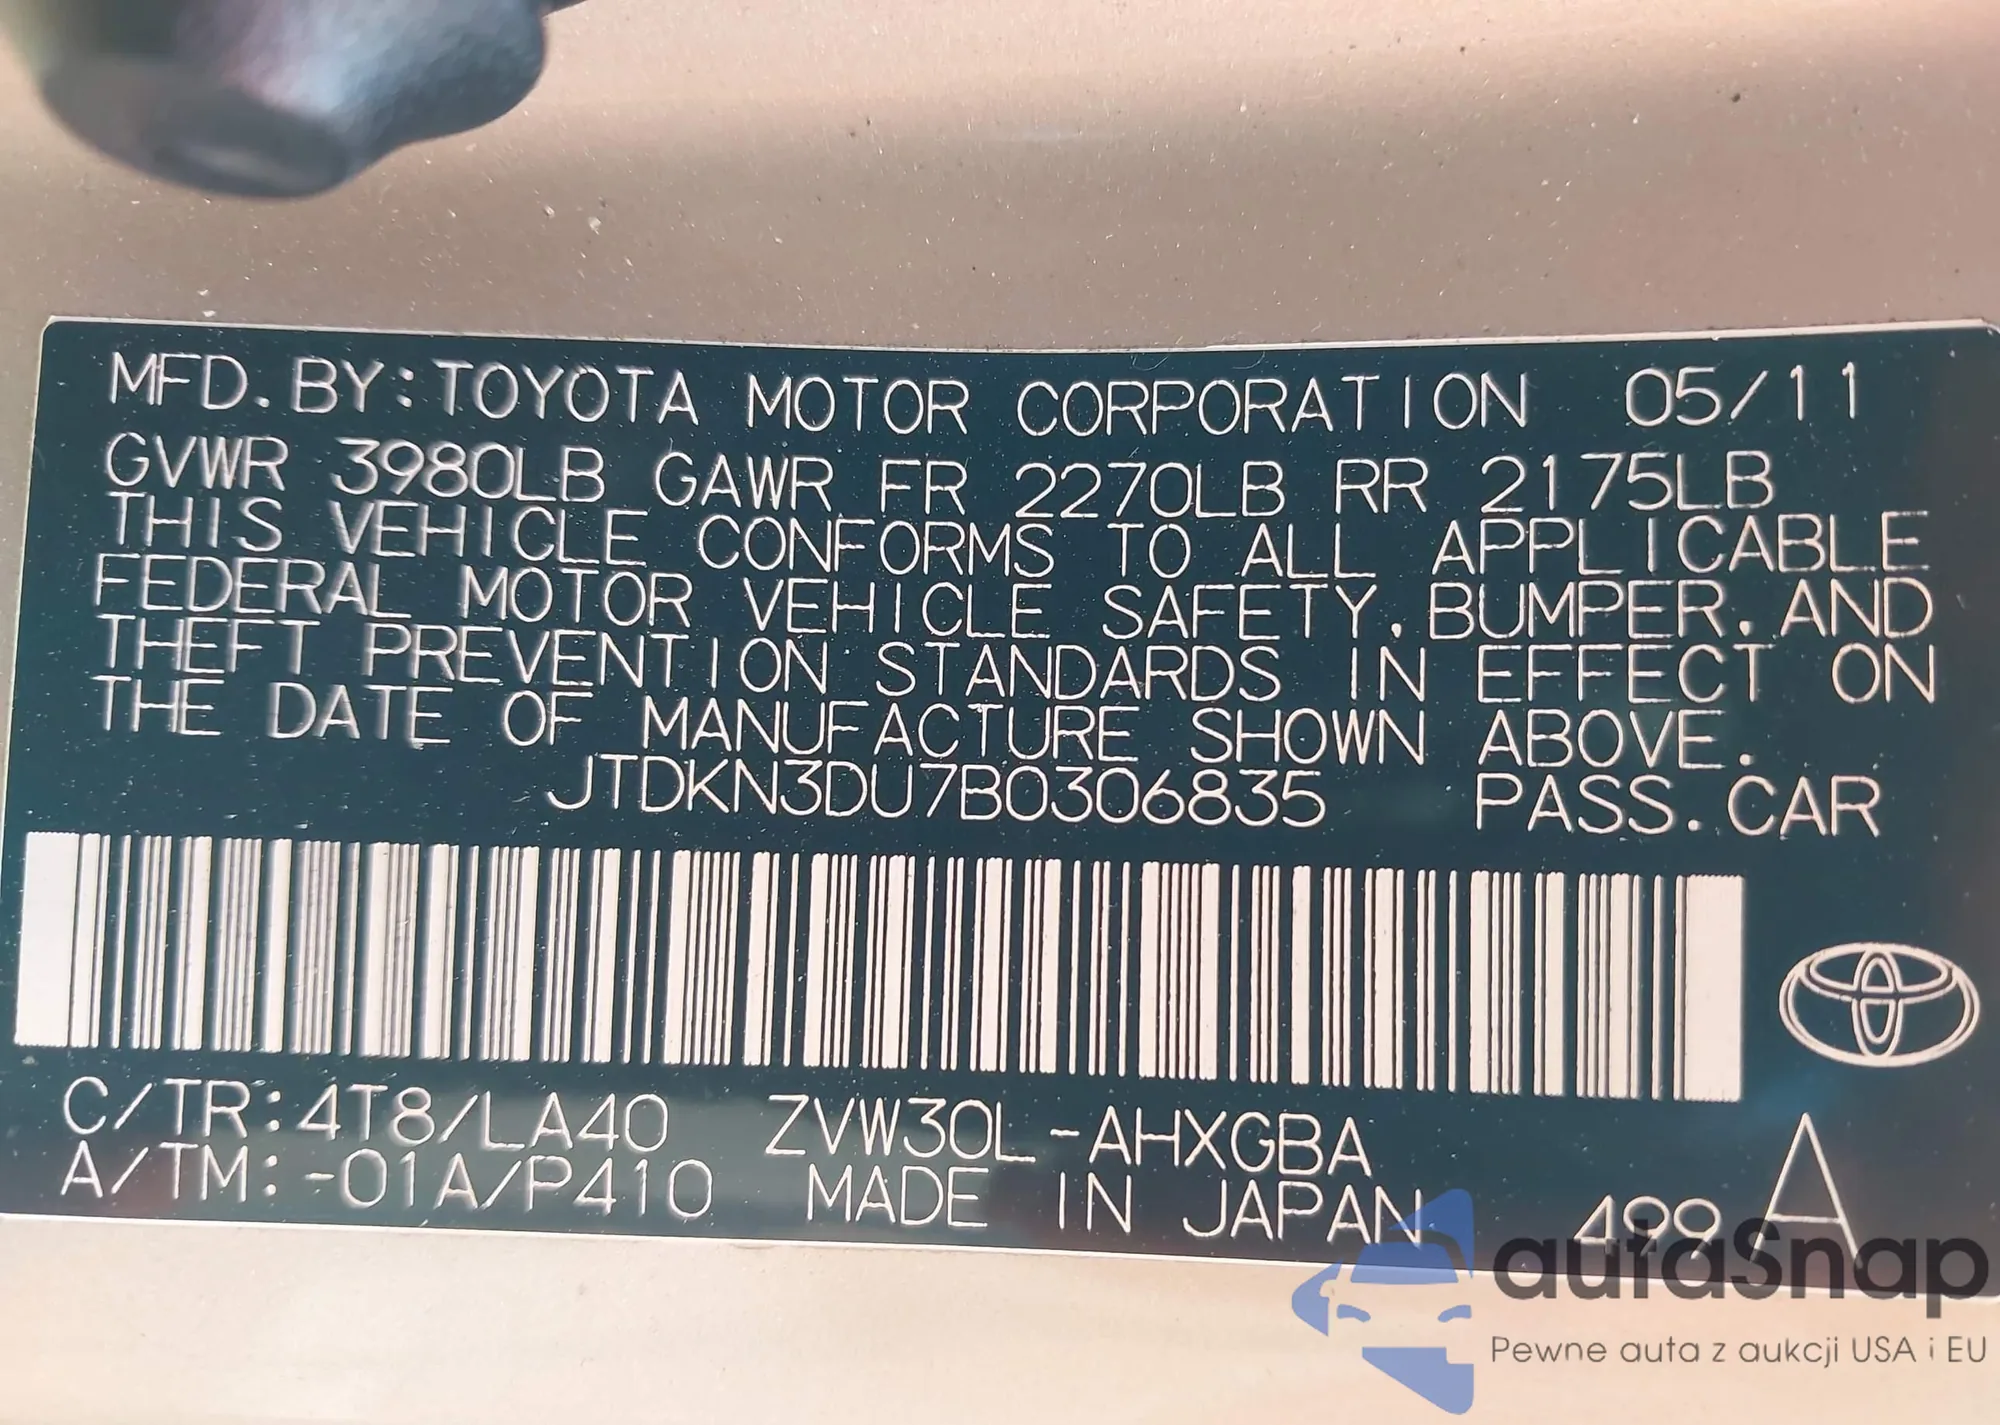 MFD. BY: TOYOTA MOTOR CORPORATION 05/11
GVWR 3980LB GAWR FR 2270LB RR 2175LB
THIS VEHICLE CONFORMS TO ALL APPLICABLE
FEDERAL MOTOR VEHICLE SAFETY, BUMPER, AND
THEFT PREVENTION STANDARDS IN EFFECT ON
THE DATE OF MANUFACTURE SHOWN ABOVE.
JTDKN3DU7B0306835 PASS. CAR
C/TR: 4T8/LA40 ZVW30L-AHXGBA
A/TM: -01A/P410 MADE IN JAPAN 499 A
autaSnap
Pewne auta z aukcji USA i EU